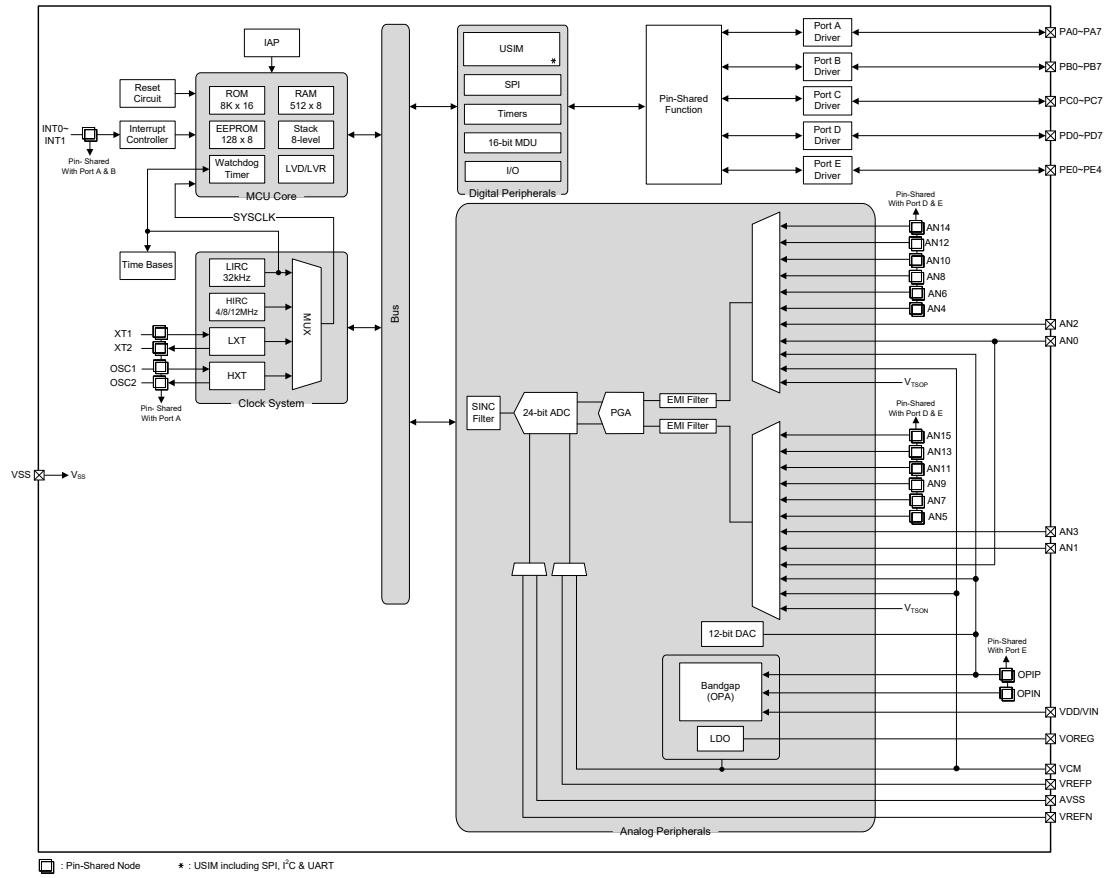 IAP
Reset
Circuit
INT0~
INT1
Interrupt
Controller
Pin- Shared
With Port A & B
ROM
8K x 16
RAM
512 x 8
EEPROM
128 x 8
Stack
8-level
Watchdog
Timer
LVD/LVR
MCU Core
SYSCLK
Time Bases
LIRC
32kHz
HIRC
4/8/12MHz
LXT
HXT
MUX
Clock System
XT1
XT2
OSC1
OSC2
Pin- Shared
With Port A
VSS
VSS
Bus
USIM
*
SPI
Timers
16-bit MDU
I/O
Digital Peripherals
Pin-Shared
Function
Port A
Driver
Port B
Driver
Port C
Driver
Port D
Driver
Port E
Driver
PA0~PA7
PB0~PB7
PC0~PC7
PD0~PD7
PE0~PE4
Pin-Shared
With Port D & E
AN14
AN12
AN10
AN8
AN6
AN4
AN2
AN0
VTSOP
SINC
Filter
24-bit ADC
PGA
EMI Filter
EMI Filter
Pin-Shared
With Port D & E
AN15
AN13
AN11
AN9
AN7
AN5
AN3
AN1
VTSON
12-bit DAC
Bandgap
(OPA)
LDO
Pin-Shared
With Port E
OPIP
OPIN
VDD/VIN
VOREG
VCM
VREFP
AVSS
VREFN
Analog Peripherals
: Pin-Shared Node
* : USIM including SPI, I²C & UART